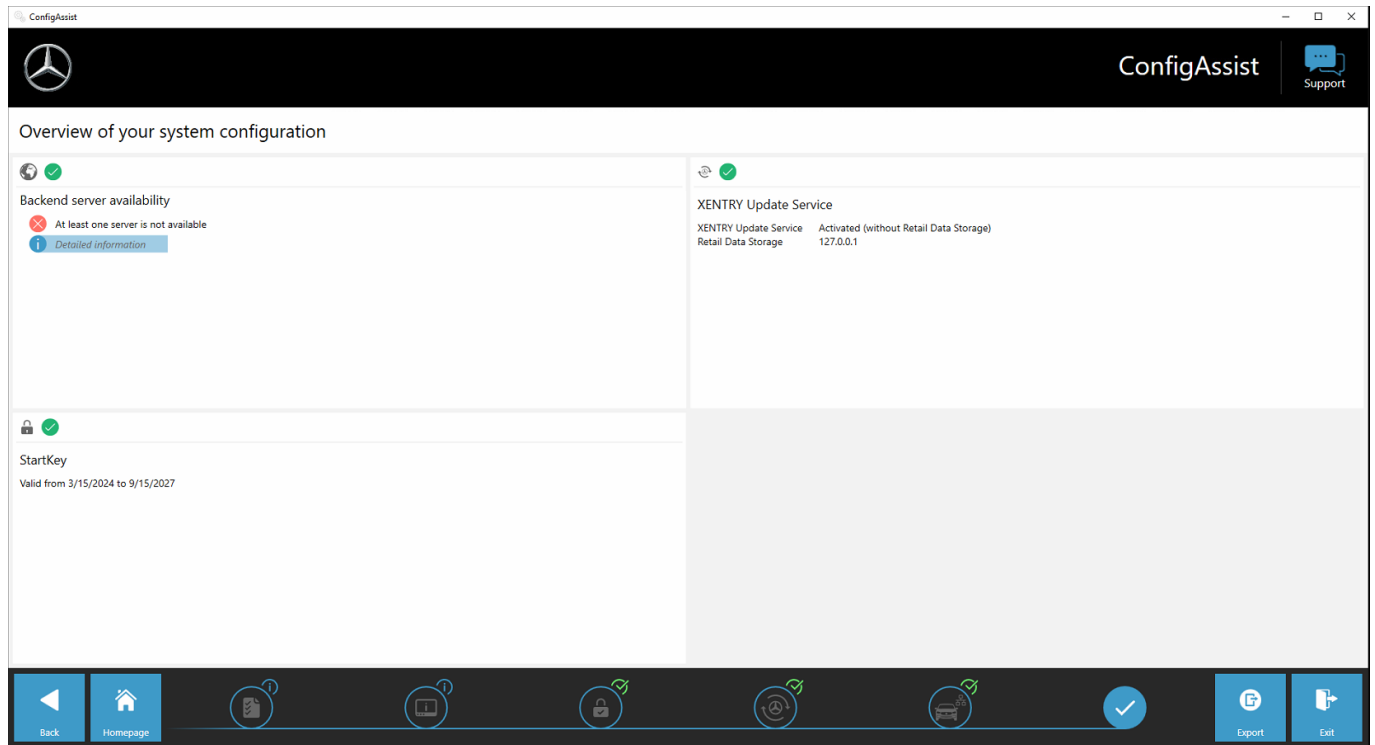 ConfigAssist
ConfigAssist
Support
Overview of your system configuration
Backend server availability
At least one server is not available
Detailed information
XENTRY Update Service
XENTRY Update Service Activated (without Retail Data Storage)
Retail Data Storage 127.0.0.1
StartKey
Valid from 3/15/2024 to 9/15/2027
Back
Homepage
Export
Exit